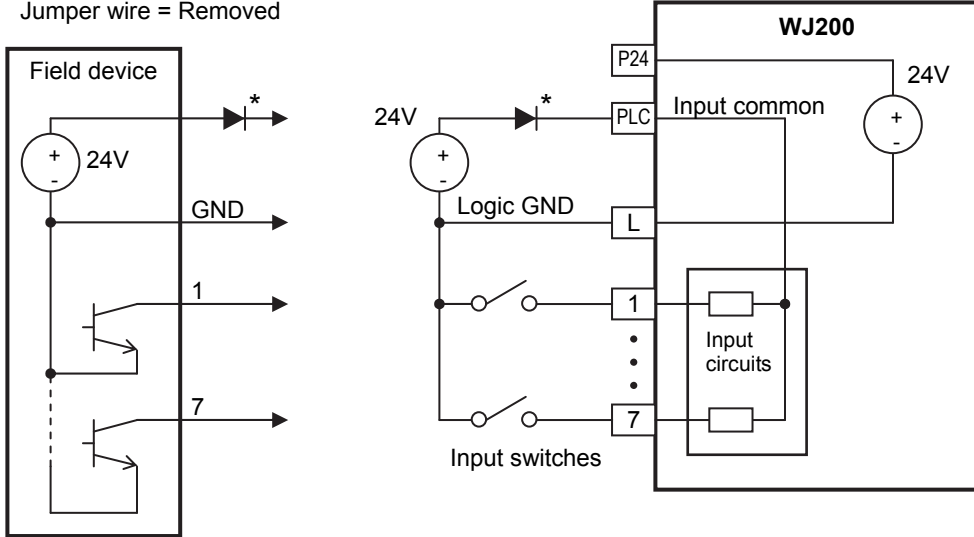 Jumper wire = Removed
Field device
*
+
-
24V
GND
1
7
24V
*
+
-
Logic GND
Input switches
WJ200
P24
PLC
Input common
24V
+
-
L
1
7
Input
circuits